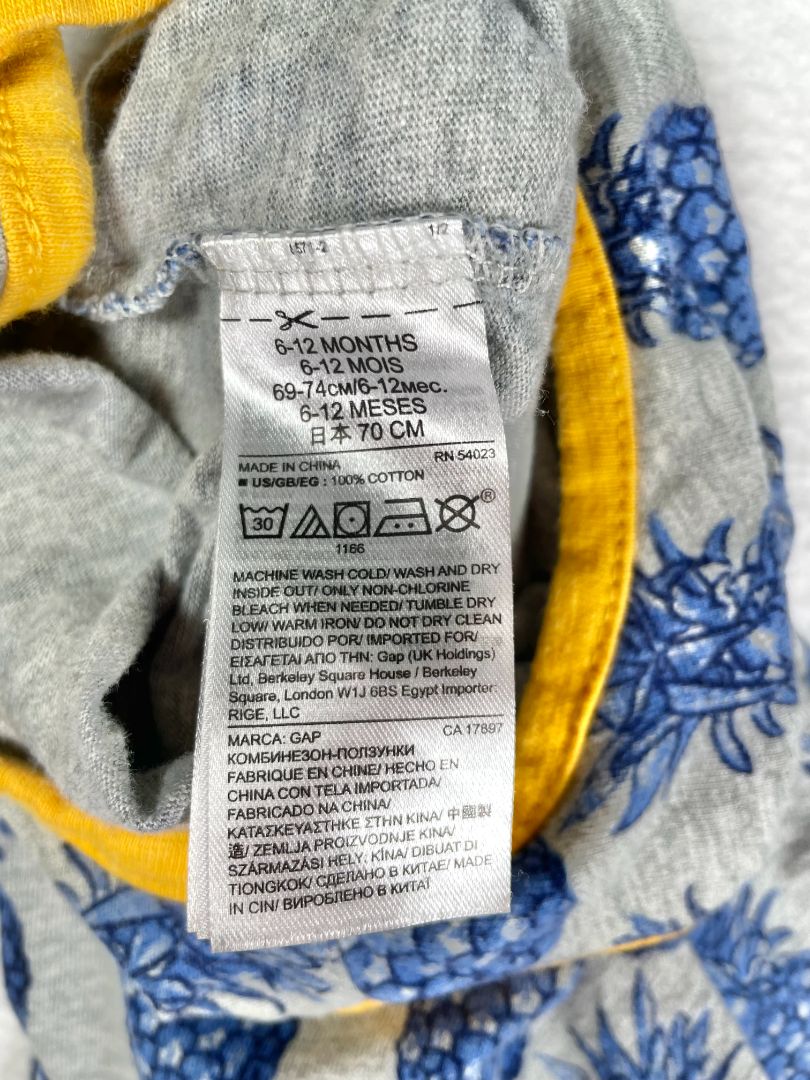 1/2
6-12 MONTHS
6-12 MOIS
69-74см/6-12мес.
6-12 MESES
日本 70 CM
MADE IN CHINA RN 54023
■ US/GB/EG : 100% COTTON
30 ®
1166
MACHINE WASH COLD/ WASH AND DRY
INSIDE OUT/ ONLY NON-CHLORINE
BLEACH WHEN NEEDED/ TUMBLE DRY
LOW/ WARM IRON/ DO NOT DRY CLEAN
DISTRIBUIDO POR/ IMPORTED FOR/
ΕΙΣΑΓΕΤΑΙ ΑΠΟ ΤΗΝ: Gap (UK Holdings)
Ltd, Berkeley Square House / Berkeley
Square, London W1J 6BS Egypt Importer:
RIGE, LLC
MARCA: GAP CA 17897
КОМБИНЕЗОН-ПОЛЗУНКИ
FABRIQUE EN CHINE/ HECHO EN
CHINA CON TELA IMPORTADA/
FABRICADO NA CHINA/
ΚΑΤΑΣΚΕΥΑΣΤΗΚΕ ΣΤΗΝ ΚΙΝΑ/ 中國製
造/ ZEMLJA PROIZVODNJE KINA/
SZÁRMAZÁSI HELY: KÍNA/ DIBUAT DI
TIONGKOK/ СДЕЛАНО В КИТАЕ/ MADE
IN CIN/ ВИРОБЛЕНО В КИТАЇ